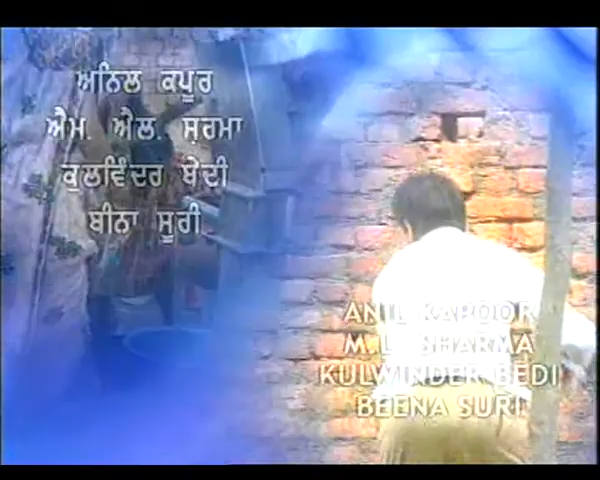 ਅਨਿਲ ਕਪੂਰ
ਐਮ. ਐਲ. ਸ਼ਰਮਾ
ਕੁਲਵਿੰਦਰ ਬੇਦੀ
ਬੀਨਾ ਸੂਰੀ
ANIL KAPOOR
M.L. SHARMA
KULWINDER BEDI
BEENA SURI